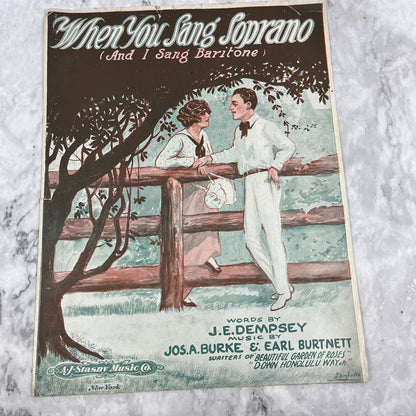 When You Sang Soprano
(And I Sang Baritone)
WORDS BY
J.E. DEMPSEY
MUSIC BY
JOS. A. BURKE & EARL BURTNETT
WRITERS OF "BEAUTIFUL GARDEN OF ROSES"
"DOWN HONOLULU WAY" etc.
A.J. Stasny Music Co.
New York